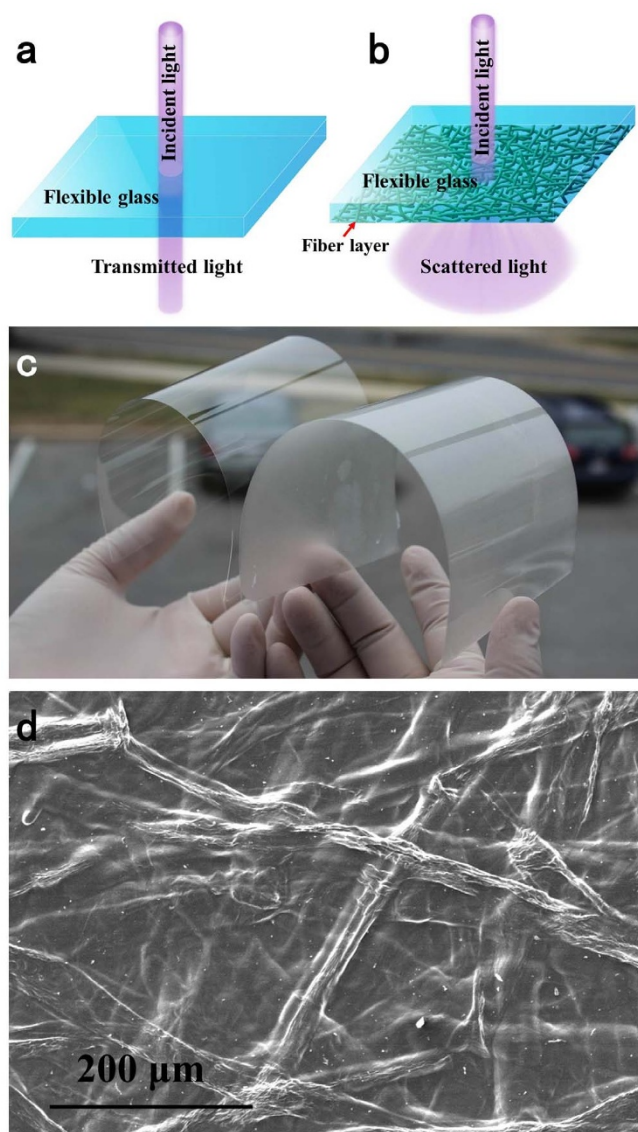 a
Incident light
Flexible glass
Transmitted light
b
Incident light
Flexible glass
Fiber layer
Scattered light
c
d
200 μm